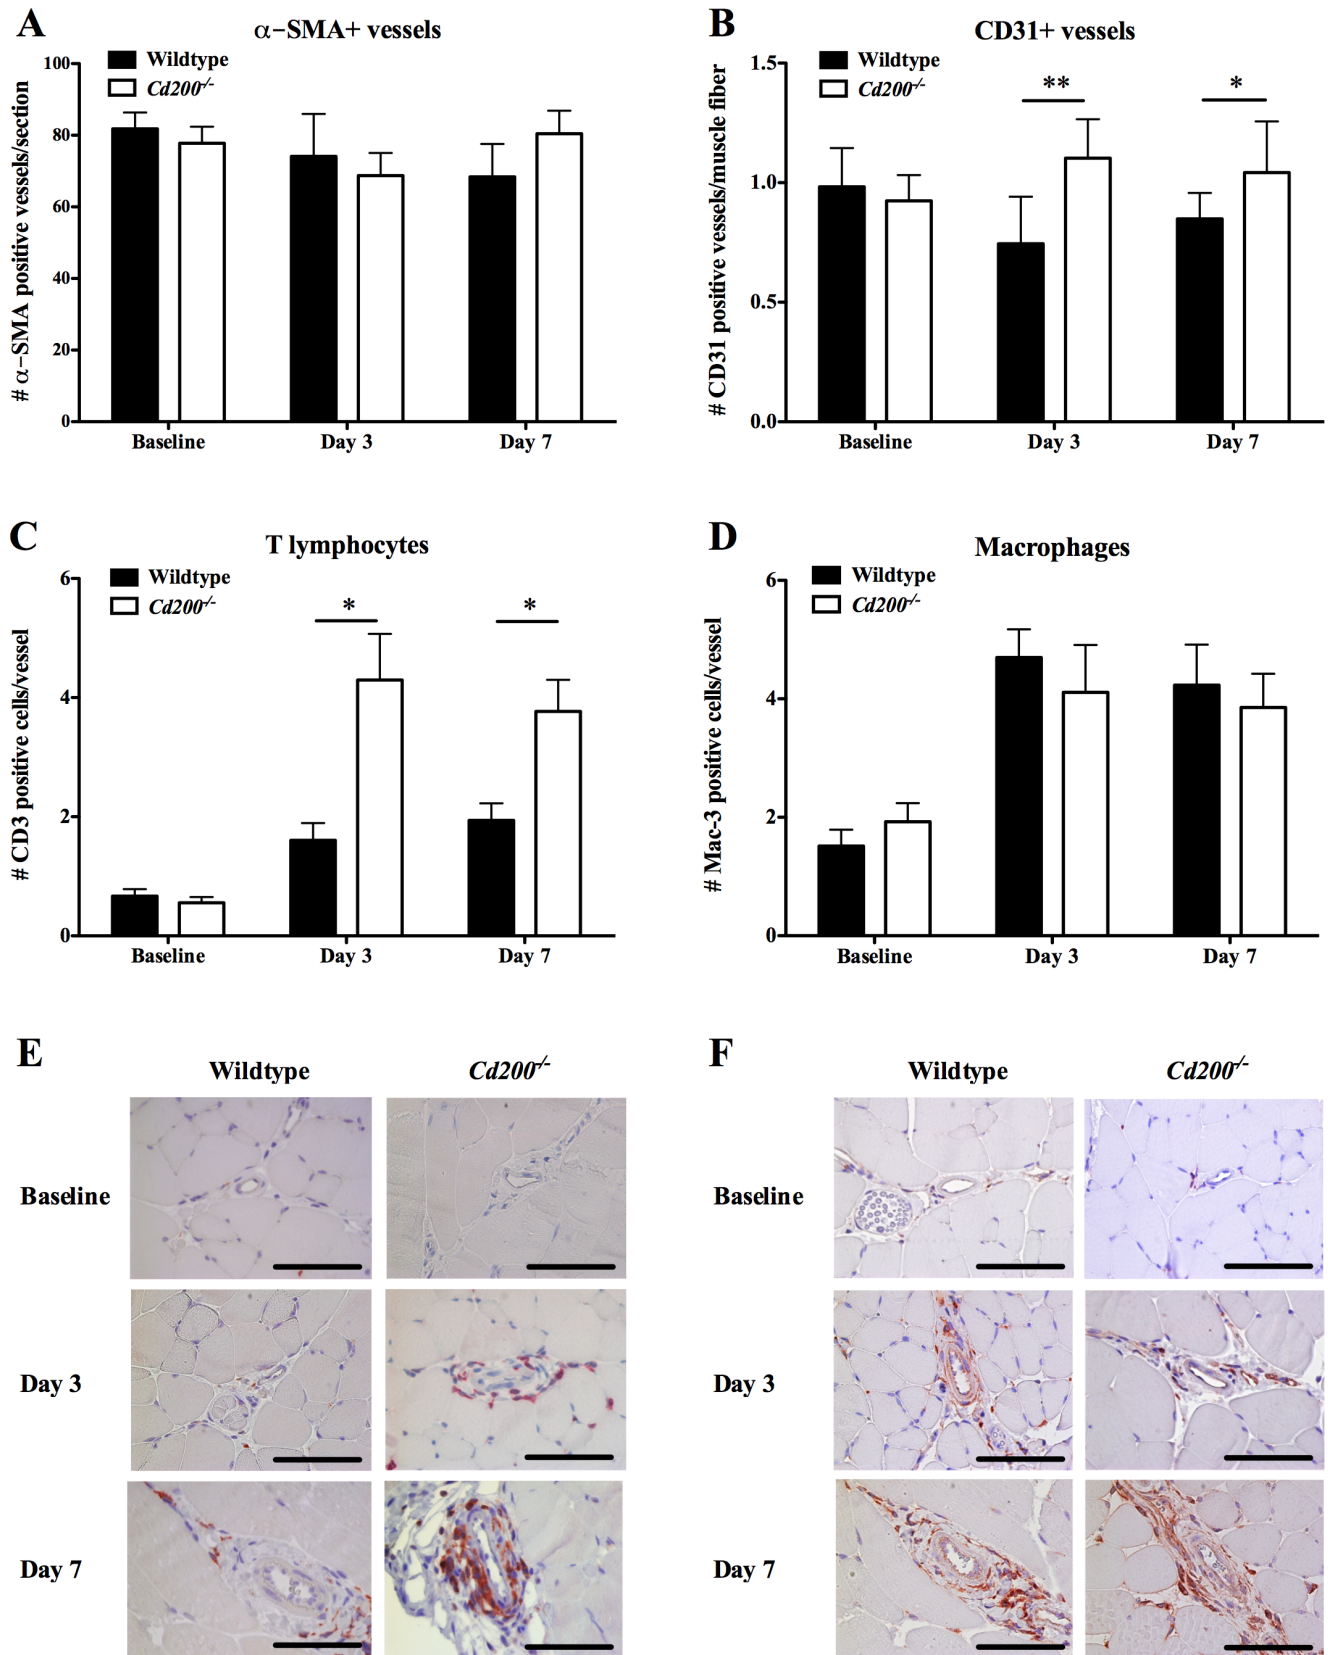 A
α−SMA+ vessels
Wildtype
Cd200-/-
# α−SMA positive vessels/section
100
80
60
40
20
0
Baseline Day 3 Day 7
B
CD31+ vessels
Wildtype
Cd200-/-
# CD31 positive vessels/muscle fiber
1.5
1.0
0.5
0.0
**
*
Baseline Day 3 Day 7
C
T lymphocytes
Wildtype
Cd200-/-
# CD3 positive cells/vessel
6
4
2
0
*
*
Baseline Day 3 Day 7
D
Macrophages
Wildtype
Cd200-/-
# Mac-3 positive cells/vessel
6
4
2
0
Baseline Day 3 Day 7
E
Wildtype Cd200-/-
Baseline
Day 3
Day 7
F
Wildtype Cd200-/-
Baseline
Day 3
Day 7